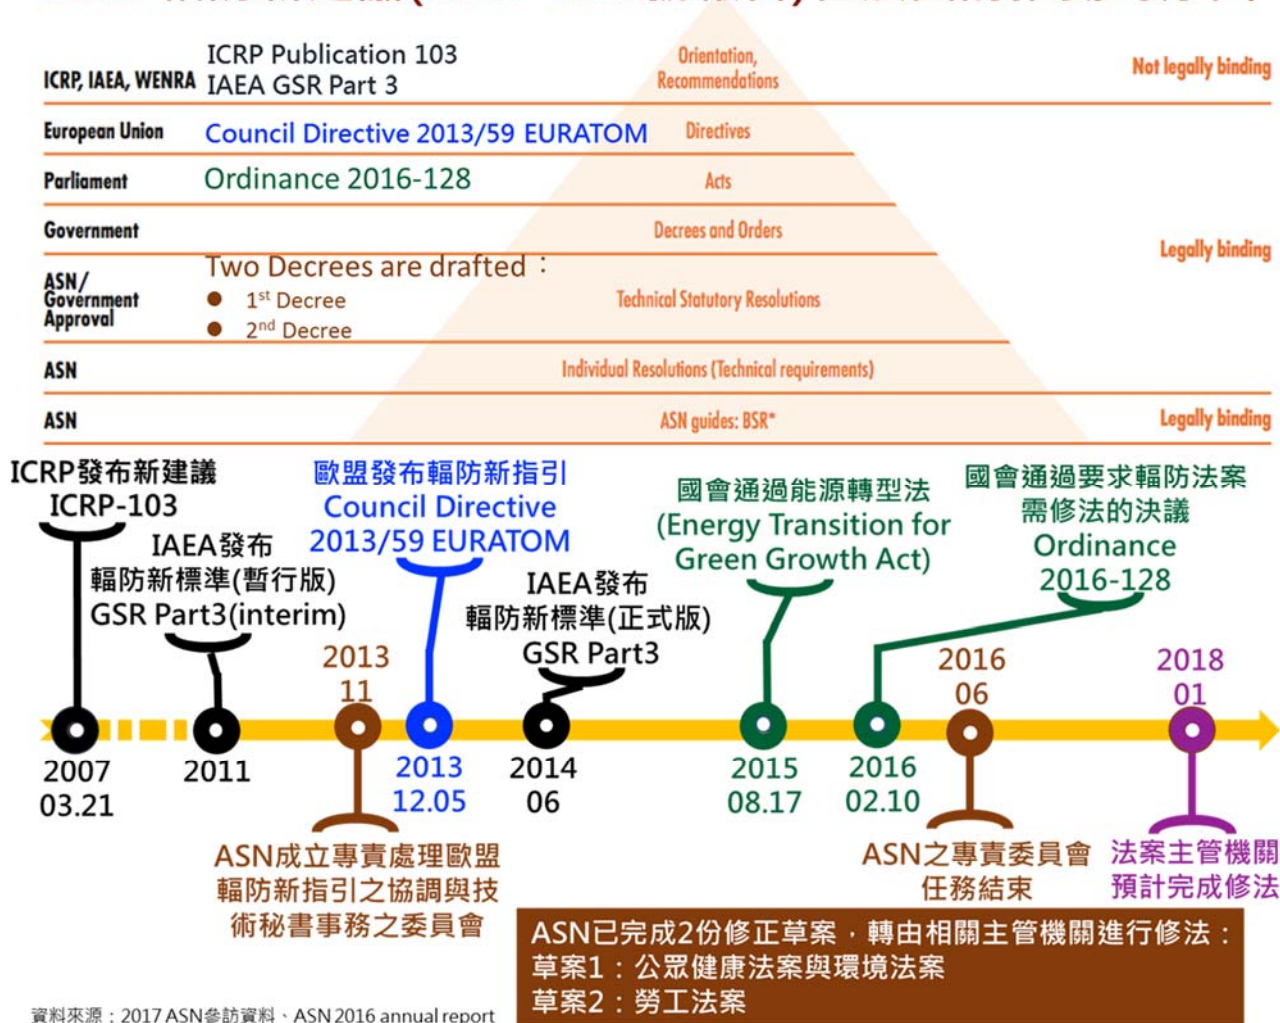 ICRP Publication 103
ICRP, IAEA, WENRA
IAEA GSR Part 3
Orientation,
Recommendations
Not legally binding
European Union
Council Directive 2013/59 EURATOM
Directives
Parliament
Ordinance 2016-128
Acts
Government
Decrees and Orders
Legally binding
ASN/
Government
Approval
Two Decrees are drafted：
● 1st Decree
● 2nd Decree
Technical Statutory Resolutions
ASN
Individual Resolutions (Technical requirements)
ASN
ASN guides: BSR*
Legally binding
ICRP發布新建議
ICRP-103
IAEA發布
輻防新標準(暫行版)
GSR Part3(interim)
歐盟發布輻防新指引
Council Directive
2013/59 EURATOM
IAEA發布
輻防新標準(正式版)
GSR Part3
國會通過能源轉型法
(Energy Transition for
Green Growth Act)
國會通過要求輻防法案
需修法的決議
Ordinance
2016-128
2007
03.21
2011
2013
11
2013
12.05
2014
06
2015
08.17
2016
02.10
2016
06
2018
01
ASN成立專責處理歐盟
輻防新指引之協調與技
術秘書事務之委員會
ASN之專責委員會
任務結束
法案主管機關
預計完成修法
ASN已完成2份修正草案，轉由相關主管機關進行修法：
草案1：公眾健康法案與環境法案
草案2：勞工法案
資料來源：2017 ASN參訪資料、ASN 2016 annual report